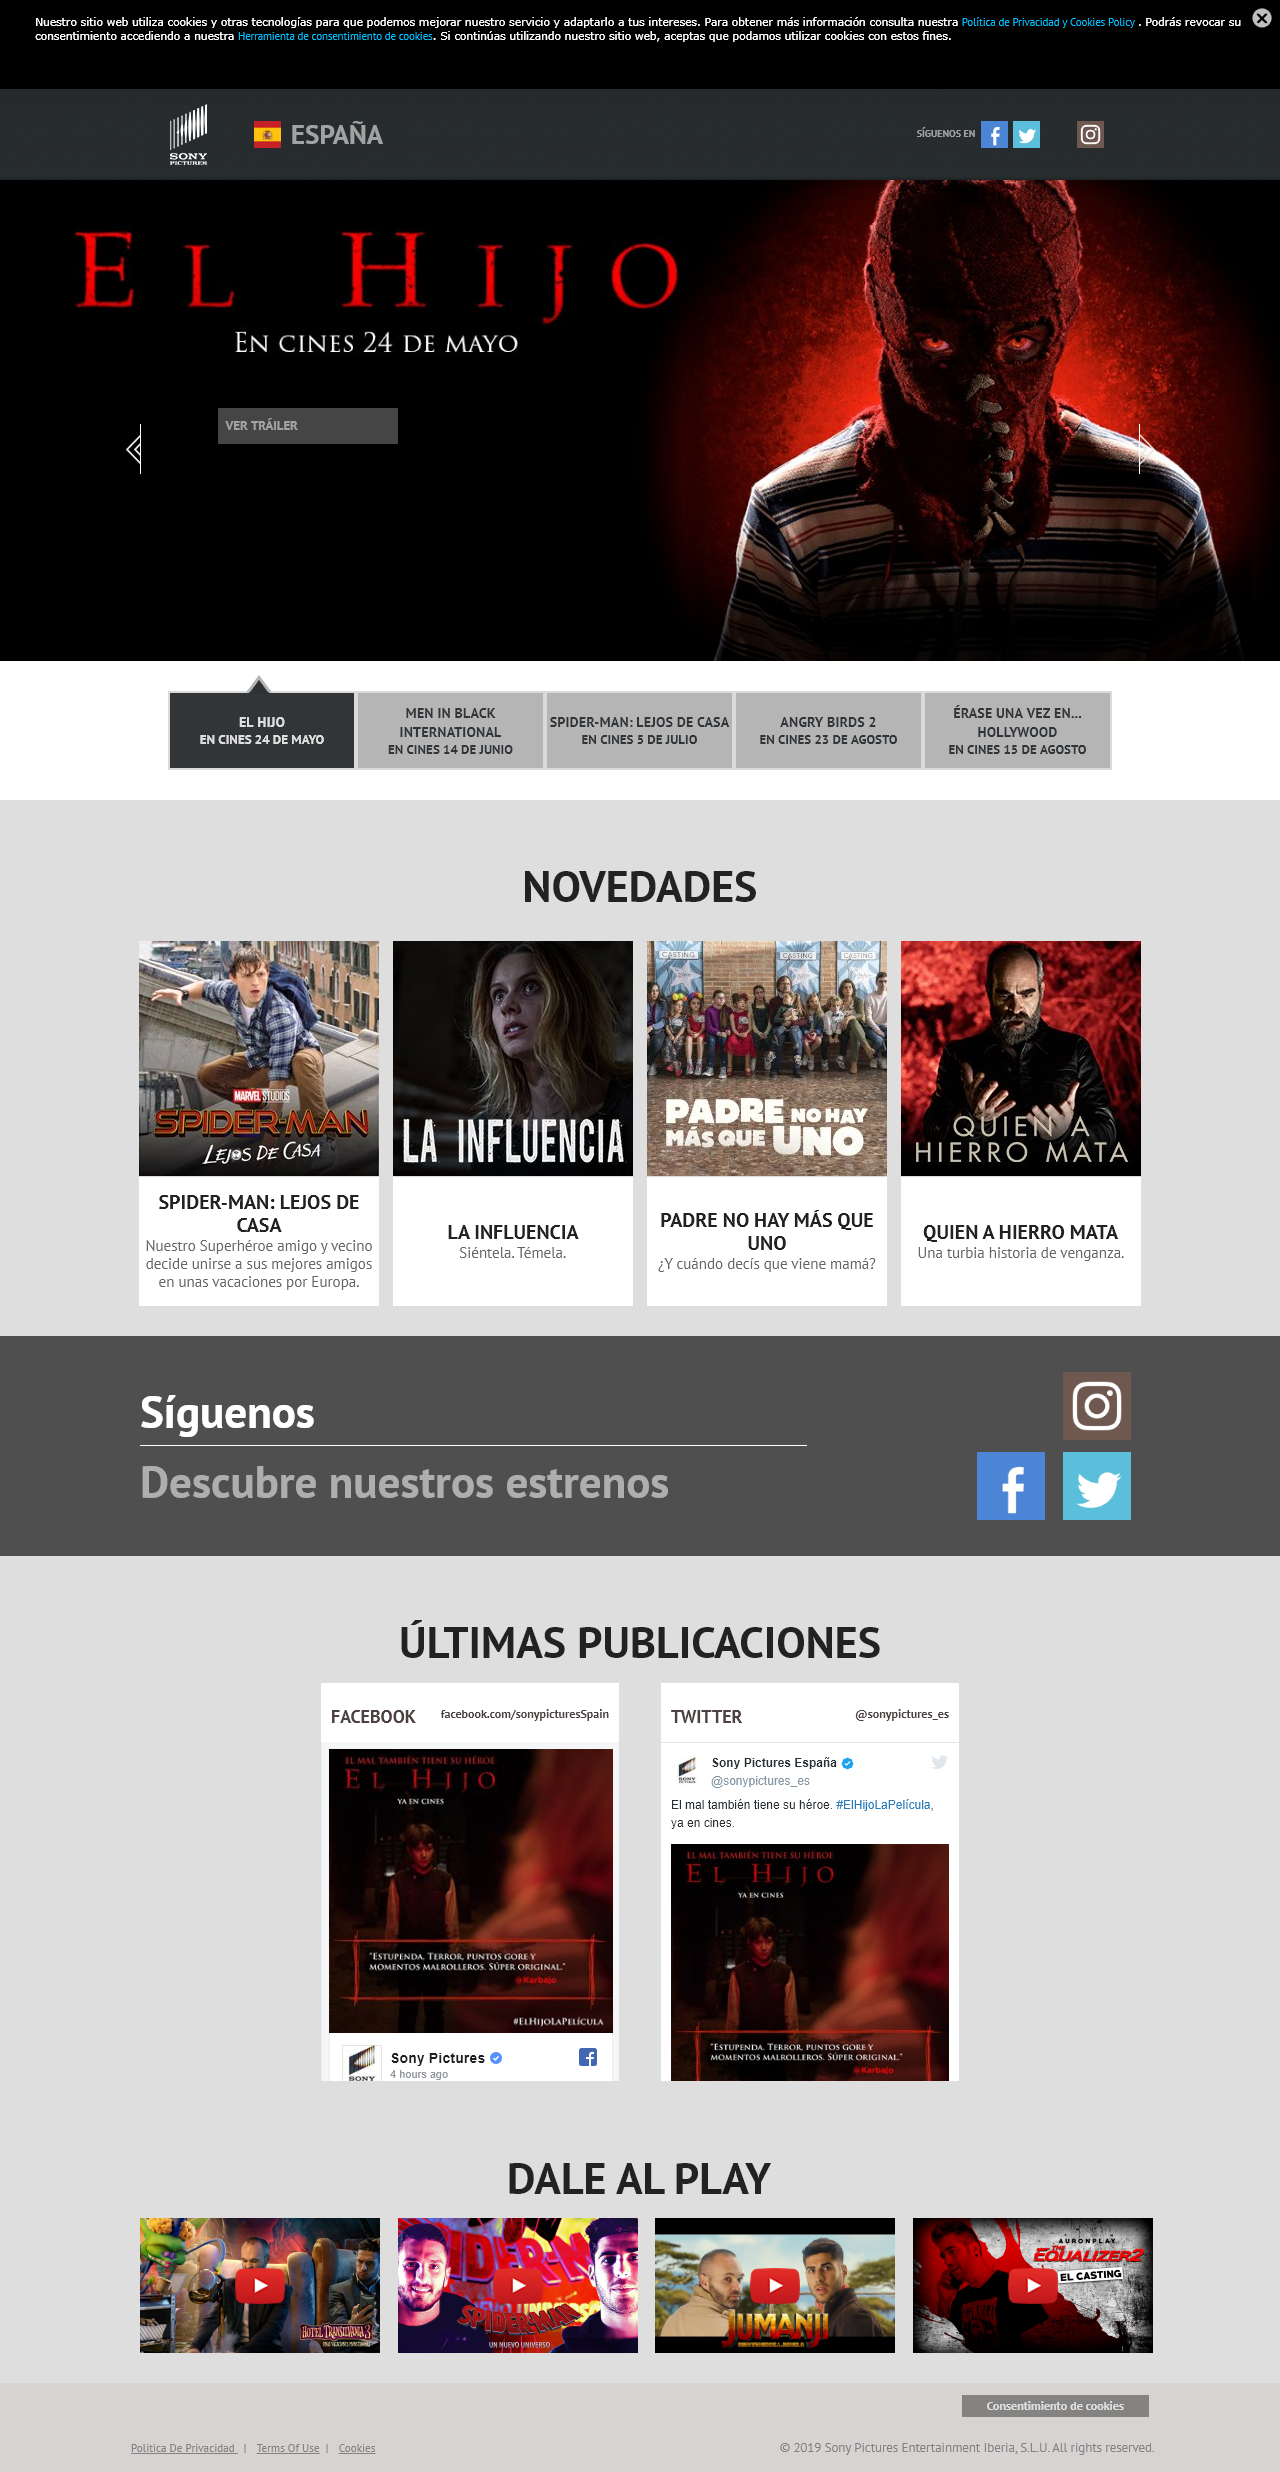 Nuestro sitio web utiliza cookies y otras tecnologías para que podemos mejorar nuestro servicio y adaptarlo a tus intereses. Para obtener más información consulta nuestra Política de Privacidad y Cookies Policy . Podrás revocar su
consentimiento accediendo a nuestra Herramienta de consentimiento de cookies. Si continúas utilizando nuestro sitio web, aceptas que podamos utilizar cookies con estos fines.
SONY
PICTURES
ESPAÑA
SÍGUENOS EN
EL HIJO
EN CINES 24 DE MAYO
VER TRÁILER
EL HIJO
EN CINES 24 DE MAYO
MEN IN BLACK
INTERNATIONAL
EN CINES 14 DE JUNIO
SPIDER-MAN: LEJOS DE CASA
EN CINES 5 DE JULIO
ANGRY BIRDS 2
EN CINES 23 DE AGOSTO
ÉRASE UNA VEZ EN...
HOLLYWOOD
EN CINES 15 DE AGOSTO
NOVEDADES
MARVEL STUDIOS
SPIDER-MAN
LEJOS DE CASA
SPIDER-MAN: LEJOS DE
CASA
Nuestro Superhéroe amigo y vecino
decide unirse a sus mejores amigos
en unas vacaciones por Europa.
LA INFLUENCIA
LA INFLUENCIA
Siéntela. Témela.
CASTING CASTING CASTING
PADRE NO HAY
MÁS QUE UNO
PADRE NO HAY MÁS QUE
UNO
¿Y cuándo decís que viene mamá?
QUIEN A
HIERRO MATA
QUIEN A HIERRO MATA
Una turbia historia de venganza.
Síguenos
Descubre nuestros estrenos
ÚLTIMAS PUBLICACIONES
FACEBOOK facebook.com/sonypicturesSpain
EL MAL TAMBIÉN TIENE SU HÉROE
EL HIJO
YA EN CINES
"ESTUPENDA. TERROR, PUNTOS GORE Y
MOMENTOS MALROLLEROS. SÚPER ORIGINAL."
@Karbajo
#ELHIJOLAPELÍCULA
SONY
Sony Pictures
4 hours ago
TWITTER @sonypictures_es
SONY
Sony Pictures España
@sonypictures_es
El mal también tiene su héroe. #ElHijoLaPelícula,
ya en cines.
EL MAL TAMBIÉN TIENE SU HÉROE
EL HIJO
YA EN CINES
"ESTUPENDA. TERROR, PUNTOS GORE Y
MOMENTOS MALROLLEROS. SÚPER ORIGINAL."
@Karbajo
DALE AL PLAY
HOTEL TRANSILVANIA 3
SPIDER-M
SPIDER-MAN
UN NUEVO UNIVERSO
JUMANJI
AURONPLAY
THE
EQUALIZER 2
EL CASTING
Consentimiento de cookies
Politica De Privacidad | Terms Of Use | Cookies
© 2019 Sony Pictures Entertainment Iberia, S.L.U. All rights reserved.